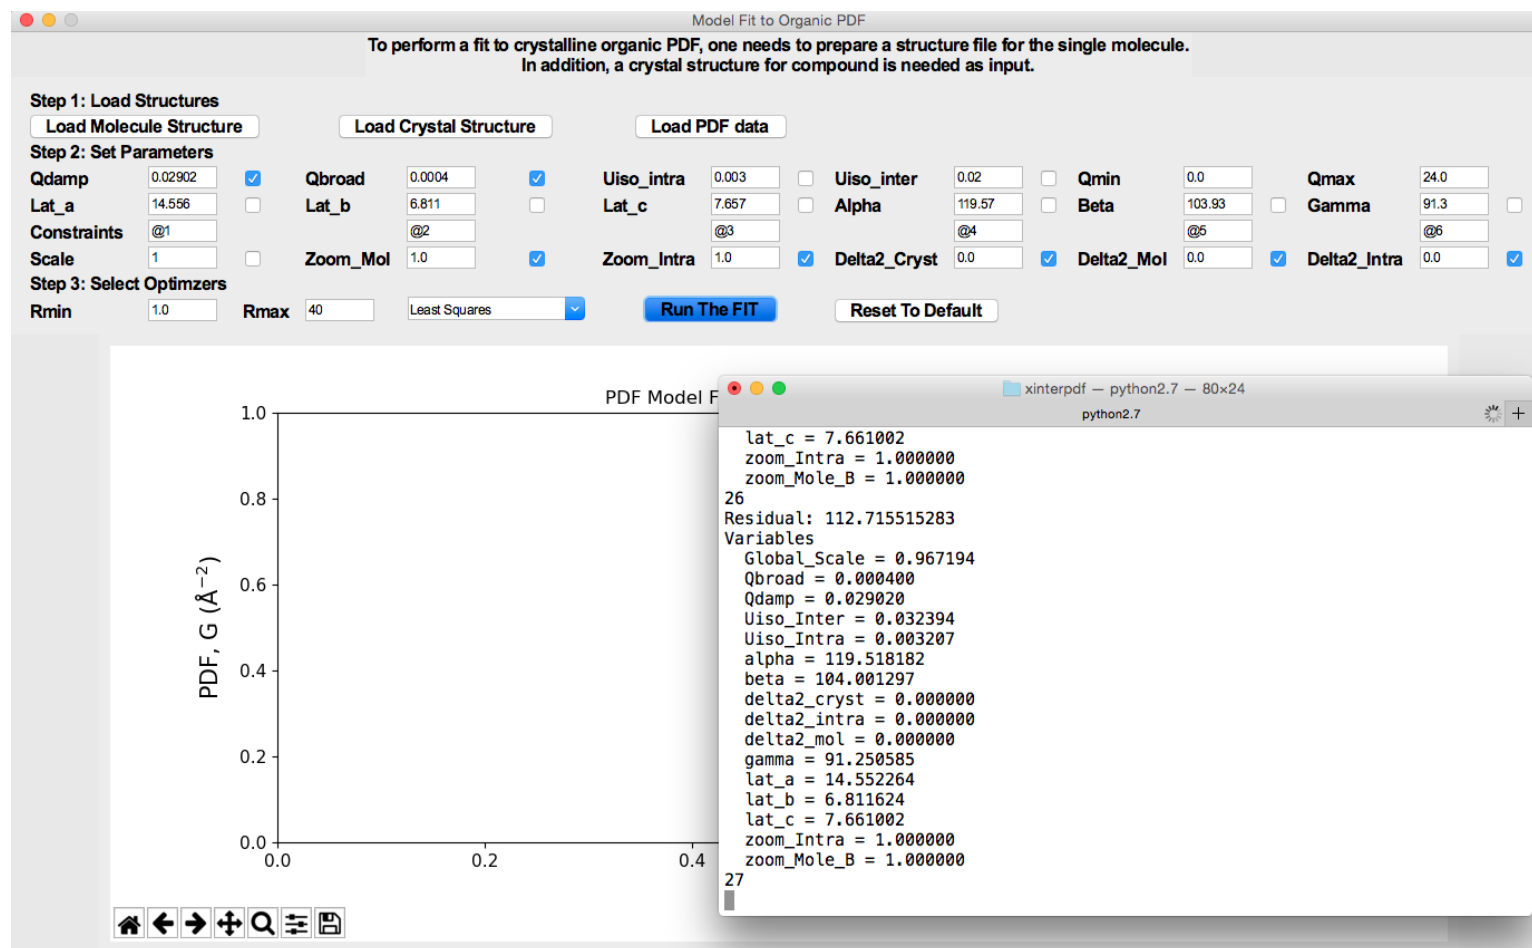 Model Fit to Organic PDF
To perform a fit to crystalline organic PDF, one needs to prepare a structure file for the single molecule.
In addition, a crystal structure for compound is needed as input.
Step 1: Load Structures
Load Molecule Structure Load Crystal Structure Load PDF data
Step 2: Set Parameters
Qdamp 0.02902 Qbroad 0.0004 Uiso_intra 0.003 Uiso_inter 0.02 Qmin 0.0 Qmax 24.0
Lat_a 14.556 Lat_b 6.811 Lat_c 7.657 Alpha 119.57 Beta 103.93 Gamma 91.3
Constraints @1 @2 @3 @4 @5 @6
Scale 1 Zoom_Mol 1.0 Zoom_Intra 1.0 Delta2_Cryst 0.0 Delta2_Mol 0.0 Delta2_Intra 0.0
Step 3: Select Optimzers
Rmin 1.0 Rmax 40 Least Squares Run The FIT Reset To Default
PDF Model F
1.0
0.8
0.6
0.4
0.2
0.0
PDF, G (Å⁻²)
0.0 0.2 0.4
xinterpdf — python2.7 — 80×24
python2.7
lat_c = 7.661002
zoom_Intra = 1.000000
zoom_Mole_B = 1.000000
26
Residual: 112.715515283
Variables
Global_Scale = 0.967194
Qbroad = 0.000400
Qdamp = 0.029020
Uiso_Inter = 0.032394
Uiso_Intra = 0.003207
alpha = 119.518182
beta = 104.001297
delta2_cryst = 0.000000
delta2_intra = 0.000000
delta2_mol = 0.000000
gamma = 91.250585
lat_a = 14.552264
lat_b = 6.811624
lat_c = 7.661002
zoom_Intra = 1.000000
zoom_Mole_B = 1.000000
27